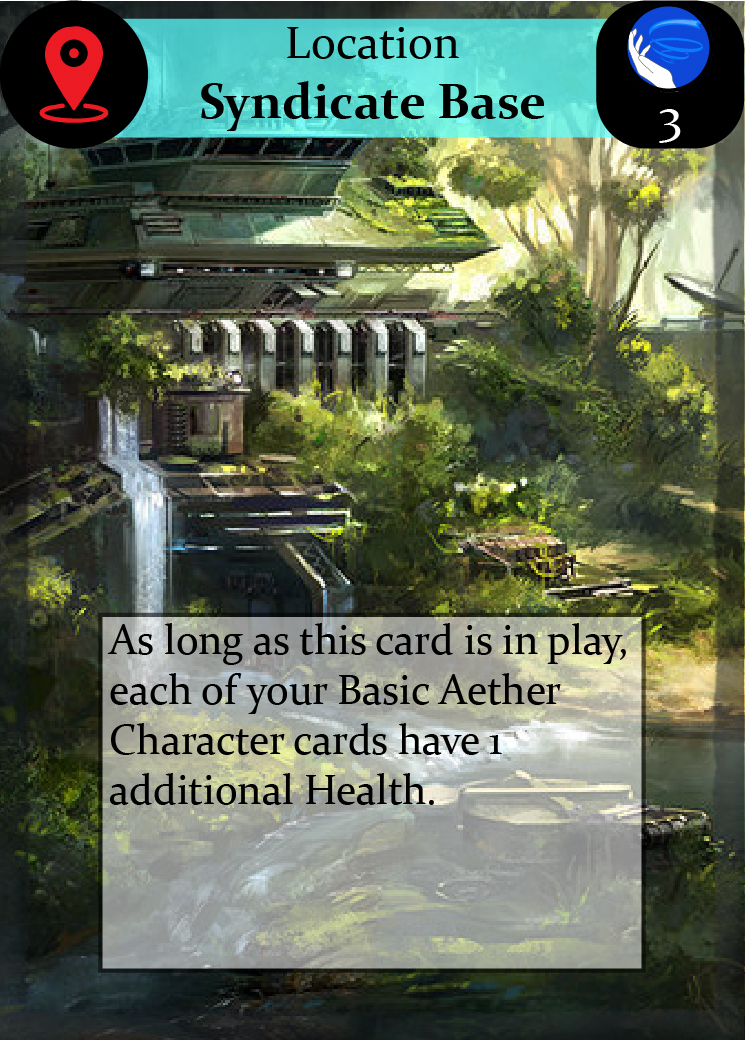 Location
Syndicate Base
3
As long as this card is in play,
each of your Basic Aether
Character cards have 1
additional Health.